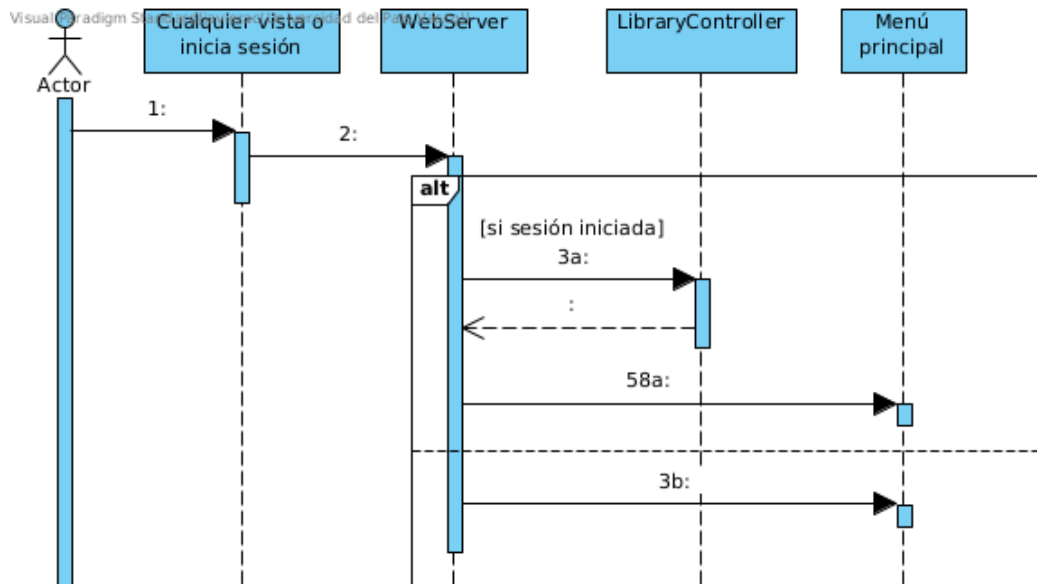 Visual Paradigm
Cualquier vista o
inicia sesión
WebServer
LibraryController
Menú
principal
Actor
1:
2:
alt
[si sesión iniciada]
3a:
:
58a:
3b: